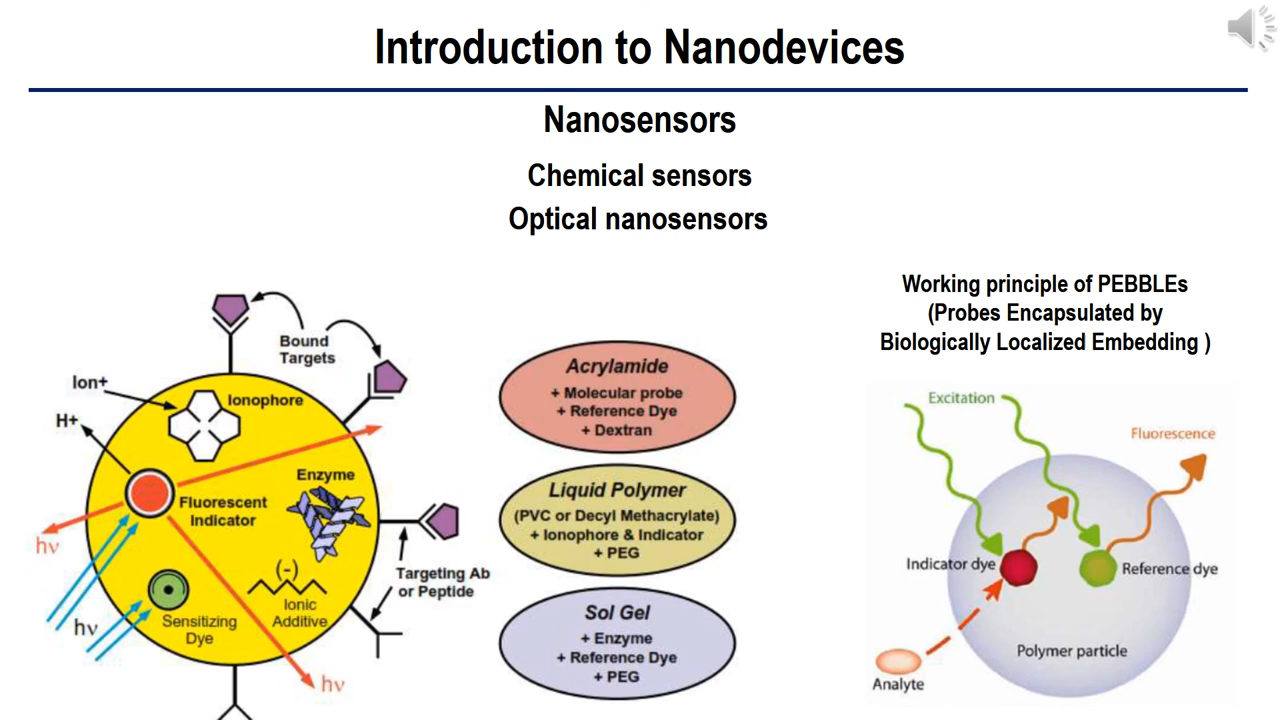 Introduction to Nanodevices
Nanosensors
Chemical sensors
Optical nanosensors
Bound
Targets
Ion+
Ionophore
H+
Enzyme
Fluorescent
Indicator
hν
Targeting Ab
or Peptide
(-)
Ionic
Additive
Sensitizing
Dye
hν
hν
Acrylamide
+ Molecular probe
+ Reference Dye
+ Dextran
Liquid Polymer
(PVC or Decyl Methacrylate)
+ Ionophore & Indicator
+ PEG
Sol Gel
+ Enzyme
+ Reference Dye
+ PEG
Working principle of PEBBLEs
(Probes Encapsulated by
Biologically Localized Embedding )
Excitation
Fluorescence
Indicator dye
Reference dye
Polymer particle
Analyte